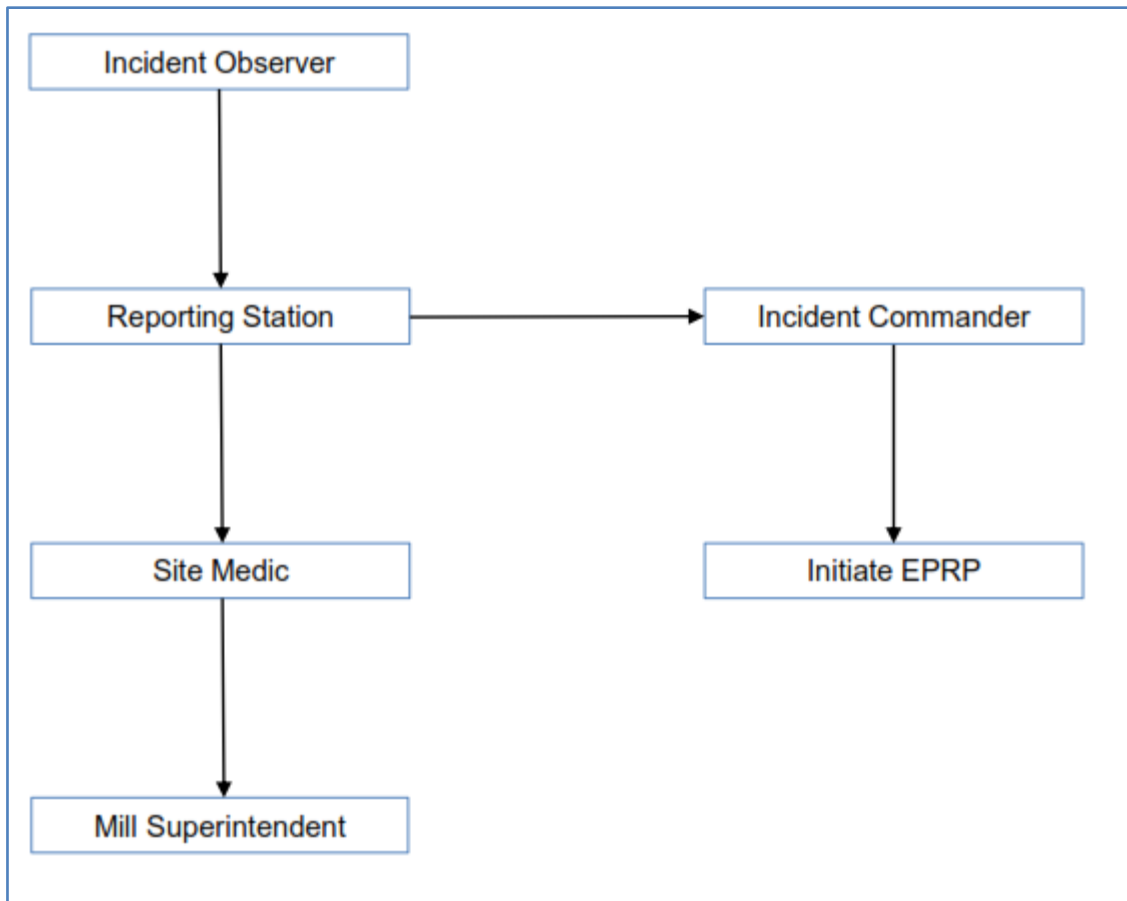 Incident Observer
Reporting Station
Incident Commander
Site Medic
Initiate EPRP
Mill Superintendent